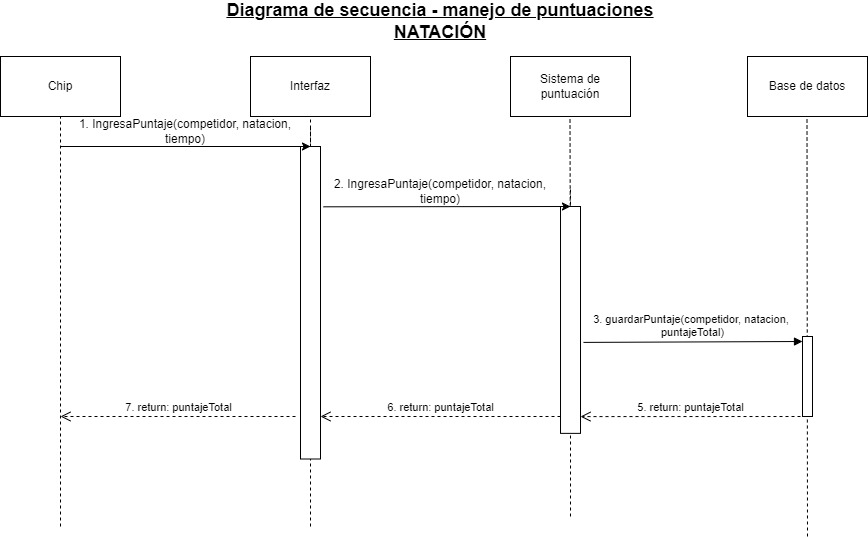 Diagrama de secuencia - manejo de puntuaciones
NATACIÓN
Chip
Interfaz
Sistema de
puntuación
Base de datos
1. IngresaPuntaje(competidor, natacion,
tiempo)
2. IngresaPuntaje(competidor, natacion,
tiempo)
3. guardarPuntaje(competidor, natacion,
puntajeTotal)
7. return: puntajeTotal
6. return: puntajeTotal
5. return: puntajeTotal